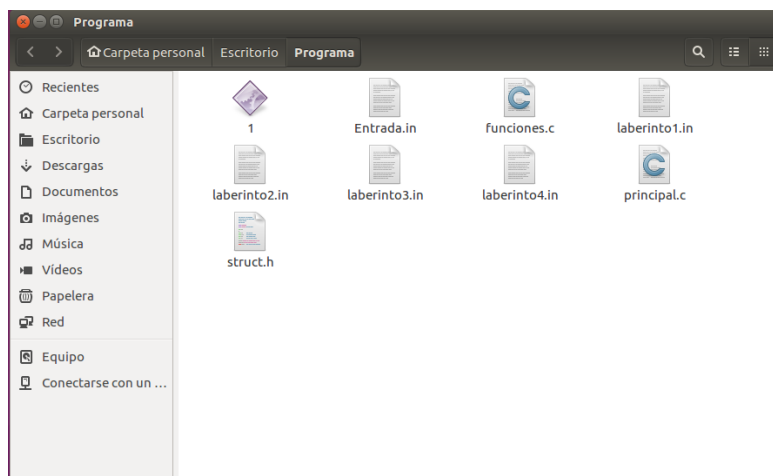 Programa
Carpeta personal Escritorio Programa
Recientes
Carpeta personal
Escritorio
Descargas
Documentos
Imágenes
Música
Vídeos
Papelera
Red
Equipo
Conectarse con un ...
1 Entrada.in funciones.c laberinto1.in
laberinto2.in laberinto3.in laberinto4.in principal.c
struct.h